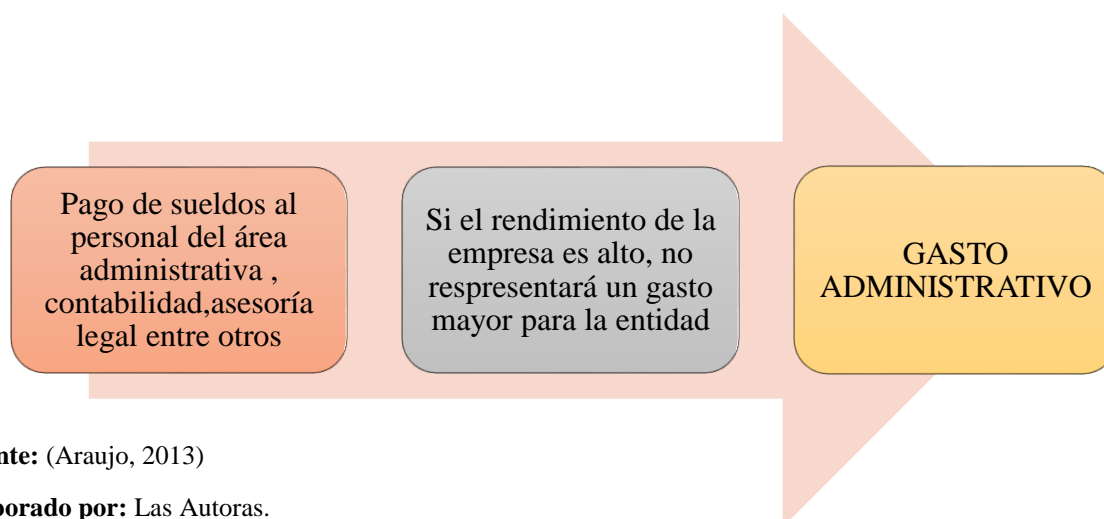 Pago de sueldos al
personal del área
administrativa ,
contabilidad,asesoría
legal entre otros
Si el rendimiento de la
empresa es alto, no
respresentará un gasto
mayor para la entidad
GASTO
ADMINISTRATIVO
nte: (Araujo, 2013)
orado por: Las Autoras.